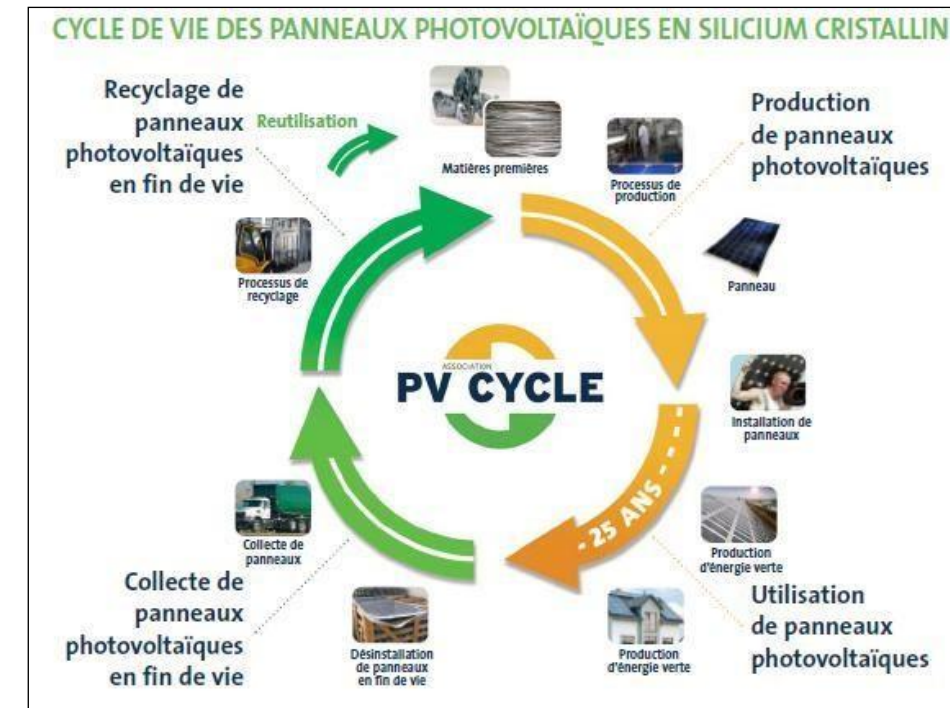 CYCLE DE VIE DES PANNEAUX PHOTOVOLTAÏQUES EN SILICIUM CRISTALLIN
Recyclage de
panneaux
photovoltaïques
en fin de vie
Reutilisation
Matières premières
Processus de
production
Production
de panneaux
photovoltaïques
Processus de
recyclage
Panneau
ASSOCIATION
PV CYCLE
Installation de
panneaux
- 25 ANS -
Collecte de
panneaux
Production
d'énergie verte
Collecte de
panneaux
photovoltaïques
en fin de vie
Désinstallation
de panneaux
en fin de vie
Production
d'énergie verte
Utilisation
de panneaux
photovoltaïques